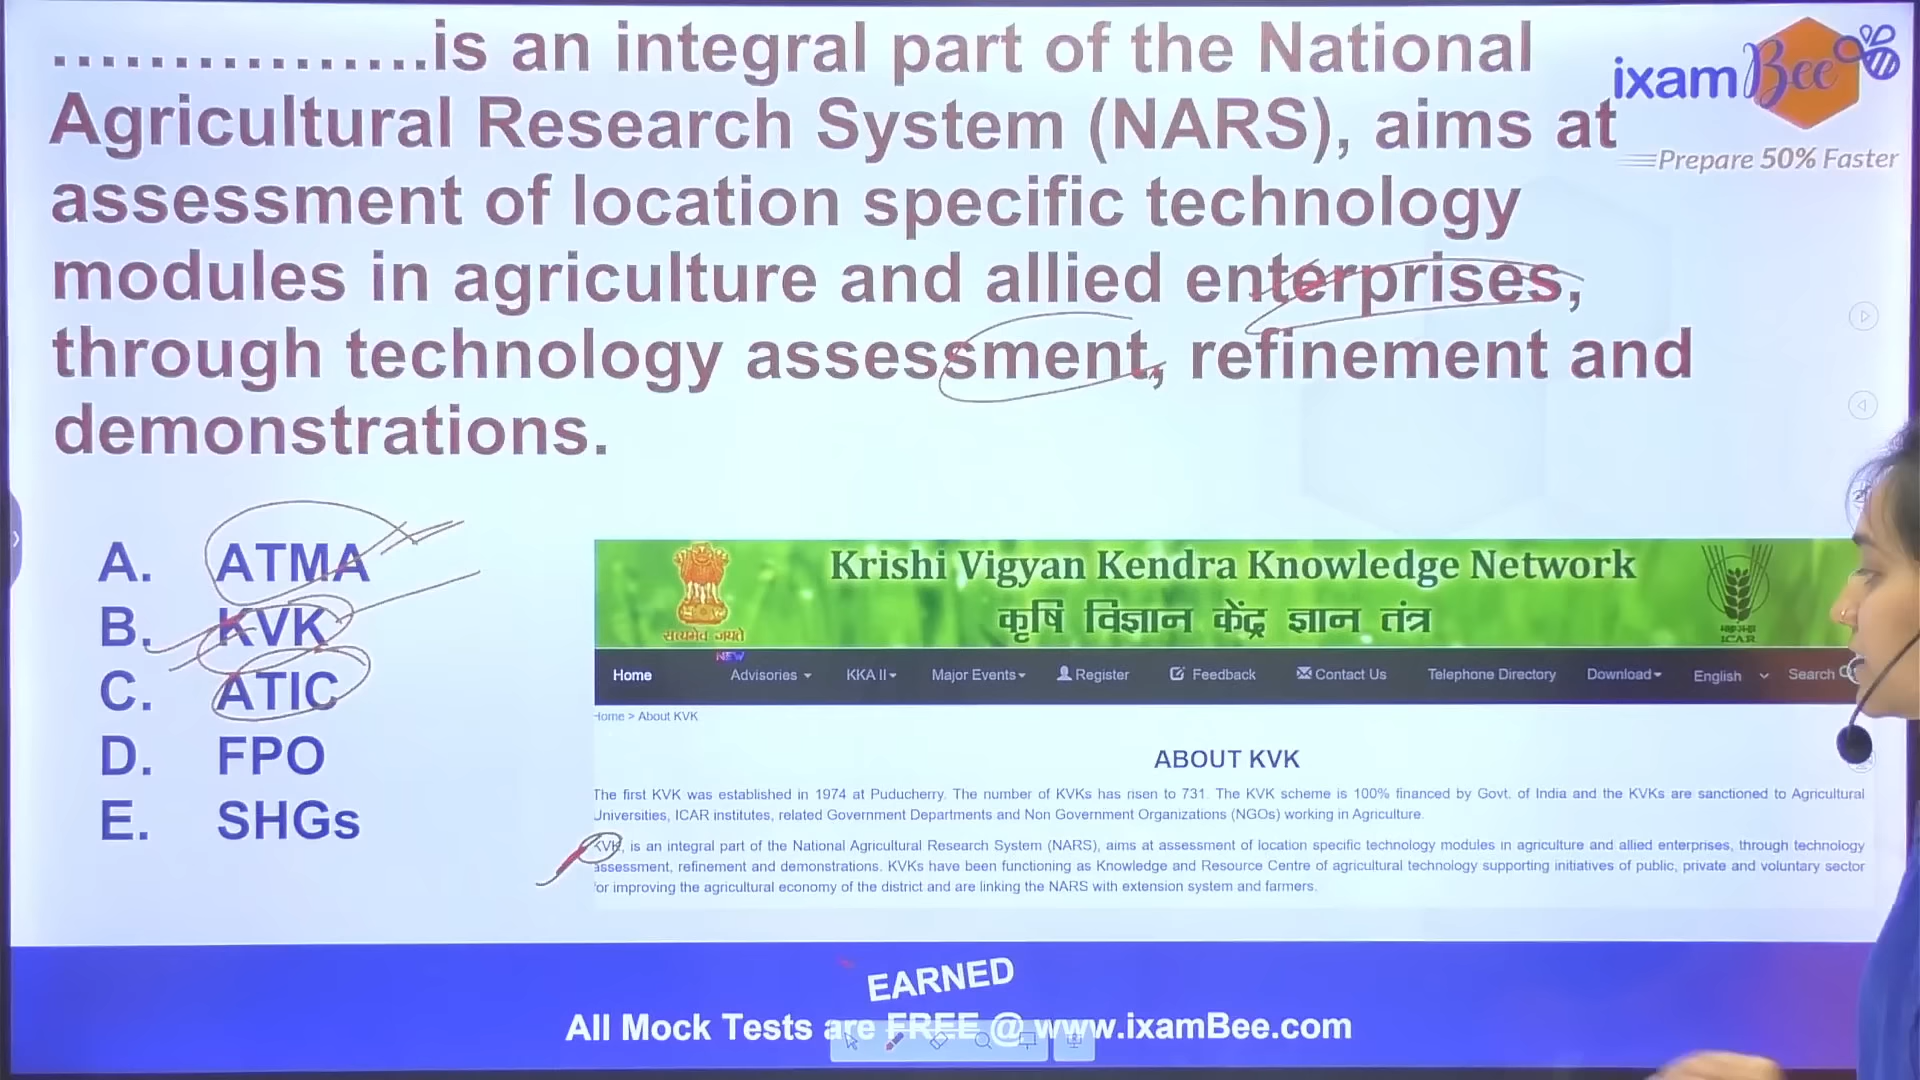 ................is an integral part of the National
Agricultural Research System (NARS), aims at
assessment of location specific technology
modules in agriculture and allied enterprises,
through technology assessment, refinement and
demonstrations.
ixamBee
Prepare 50% Faster
A. ATMA
B. KVK
C. ATIC
D. FPO
E. SHGs
Krishi Vigyan Kendra Knowledge Network
कृषि विज्ञान केंद्र ज्ञान तंत्र
सत्यमेव जयते
ICAR
NEW
Home Advisories KKA II Major Events Register Feedback Contact Us Telephone Directory Download English Search
Home > About KVK
ABOUT KVK
The first KVK was established in 1974 at Puducherry. The number of KVKs has risen to 731. The KVK scheme is 100% financed by Govt. of India and the KVKs are sanctioned to Agricultural
Universities, ICAR institutes, related Government Departments and Non Government Organizations (NGOs) working in Agriculture.
KVK, is an integral part of the National Agricultural Research System (NARS), aims at assessment of location specific technology modules in agriculture and allied enterprises, through technology
assessment, refinement and demonstrations. KVKs have been functioning as Knowledge and Resource Centre of agricultural technology supporting initiatives of public, private and voluntary sector
for improving the agricultural economy of the district and are linking the NARS with extension system and farmers.
EARNED
All Mock Tests are FREE @ www.ixamBee.com